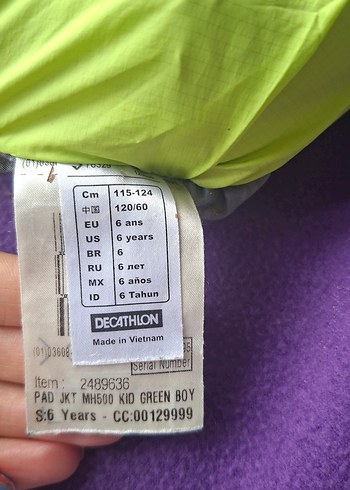 Cm 115-124
中国 120/60
EU 6 ans
US 6 years
BR 6
RU 6 лет
MX 6 años
ID 6 Tahun
DECATHLON
Made in Vietnam
(01)03608
Serial Number
Item : 2489636
PAD JKT MH500 KID GREEN BOY
S:6 Years - CC:00129999